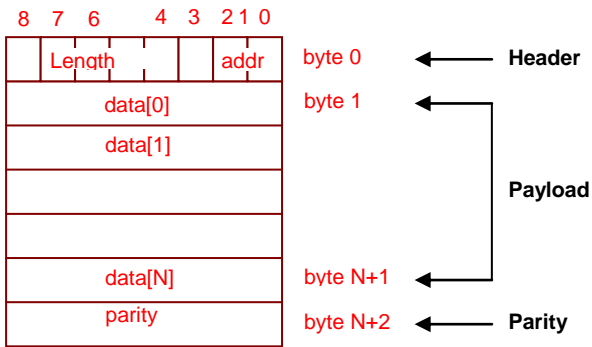 8 7 6 4 3 2 1 0
Length addr byte 0 Header
data[0] byte 1
data[1]
Payload
data[N] byte N+1
parity byte N+2 Parity